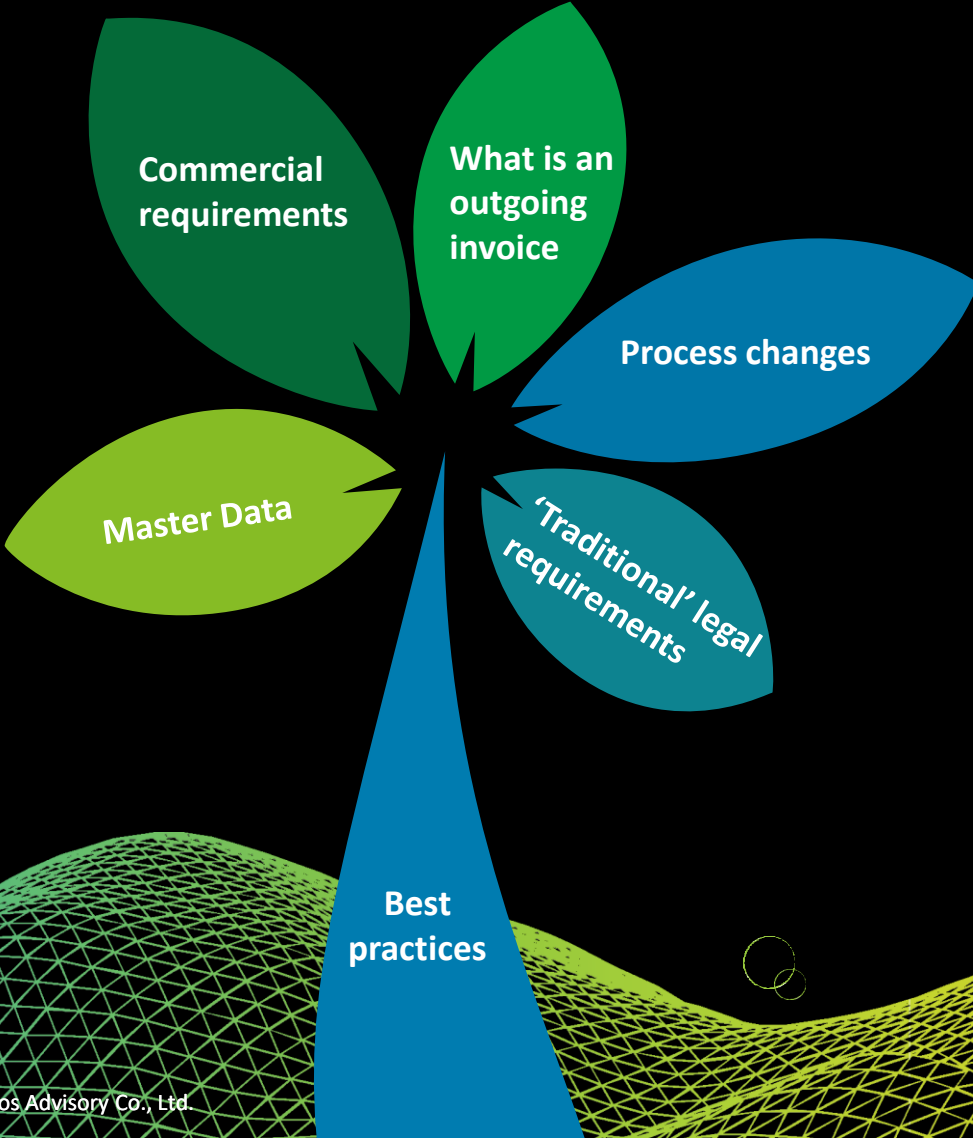 Commercial
requirements
What is an
outgoing
invoice
Process changes
Master Data
‘Traditional’ legal
requirements
Best
practices
Advisory Co., Ltd.